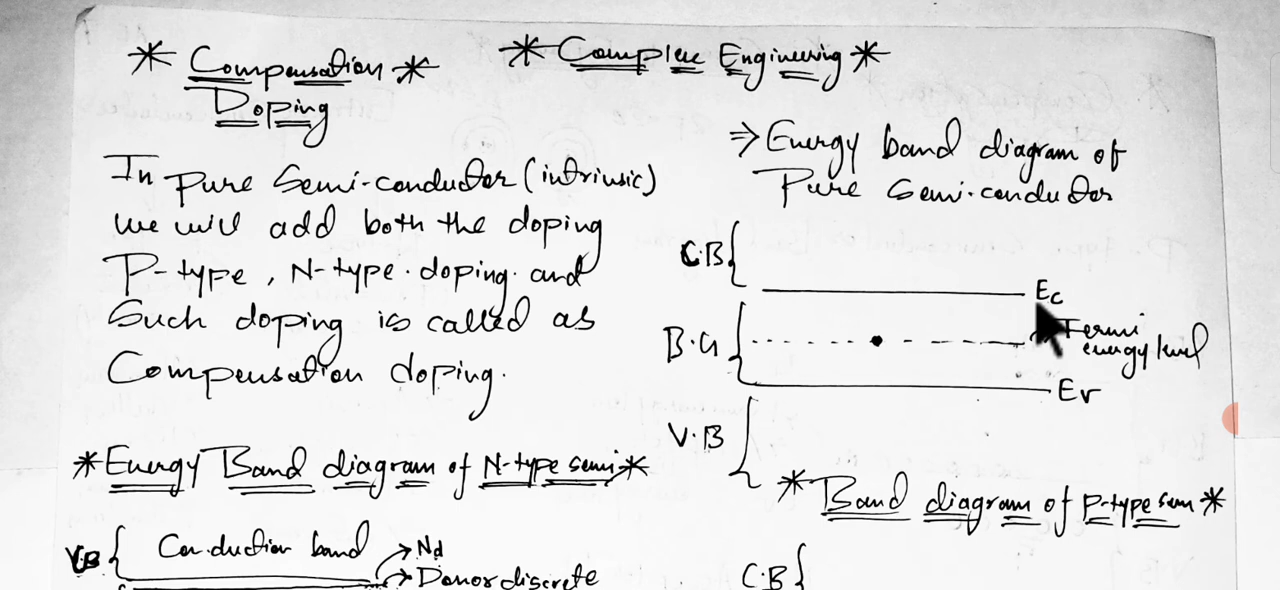 * Compensation *
Doping
In pure Semi-conductor (intrinsic)
we will add both the doping
P-type, N-type. doping. and
Such doping is called as
Compensation doping.
* Energy Band diagram of N-type semi *
Conduction band
Nd
Donor discrete
* Complex Engineering *
⇒ Energy band diagram of
Pure Semi-conductor
C.B
Ec
B.G
Fermi
energy level
Ev
V.B
* Band diagram of P-type sem *
C.B